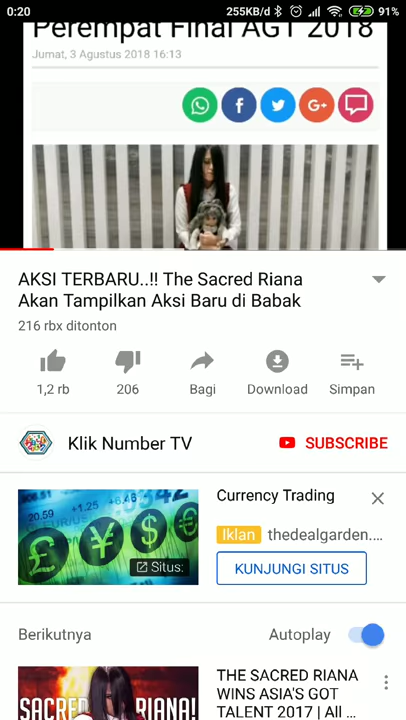 0:20
255KB/d
91%
Perempat Final AGT 2018
Jumat, 3 Agustus 2018 16:13
AKSI TERBARU..!! The Sacred Riana
Akan Tampilkan Aksi Baru di Babak
216 rbx ditonton
1,2 rb
206
Bagi
Download
Simpan
Klik Number TV
SUBSCRIBE
Currency Trading
Iklan thedealgarden....
Situs:
KUNJUNGI SITUS
Berikutnya
Autoplay
THE SACRED RIANA
WINS ASIA'S GOT
TALENT 2017 | All ...
SACRED RIANA!